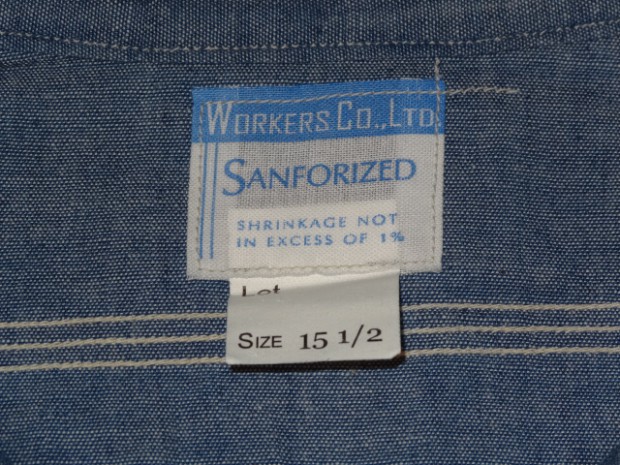 WORKERS CO., LTD.
SANFORIZED
SHRINKAGE NOT
IN EXCESS OF 1%
Lot
SIZE 15 1/2